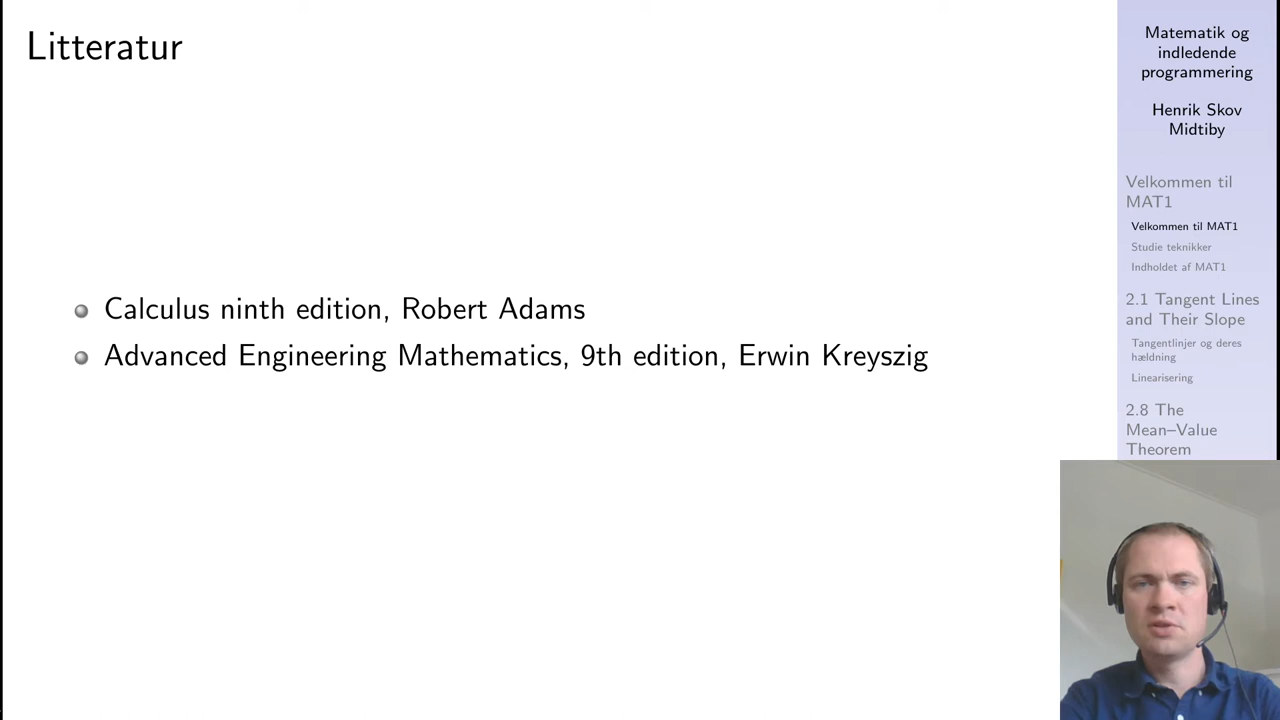 Litteratur
Calculus ninth edition, Robert Adams
Advanced Engineering Mathematics, 9th edition, Erwin Kreyszig
Matematik og
indledende
programmering
Henrik Skov
Midtiby
Velkommen til
MAT1
Velkommen til MAT1
Studie teknikker
Indholdet af MAT1
2.1 Tangent Lines
and Their Slope
Tangentlinjer og deres
hældning
Linearisering
2.8 The
Mean–Value
Theorem